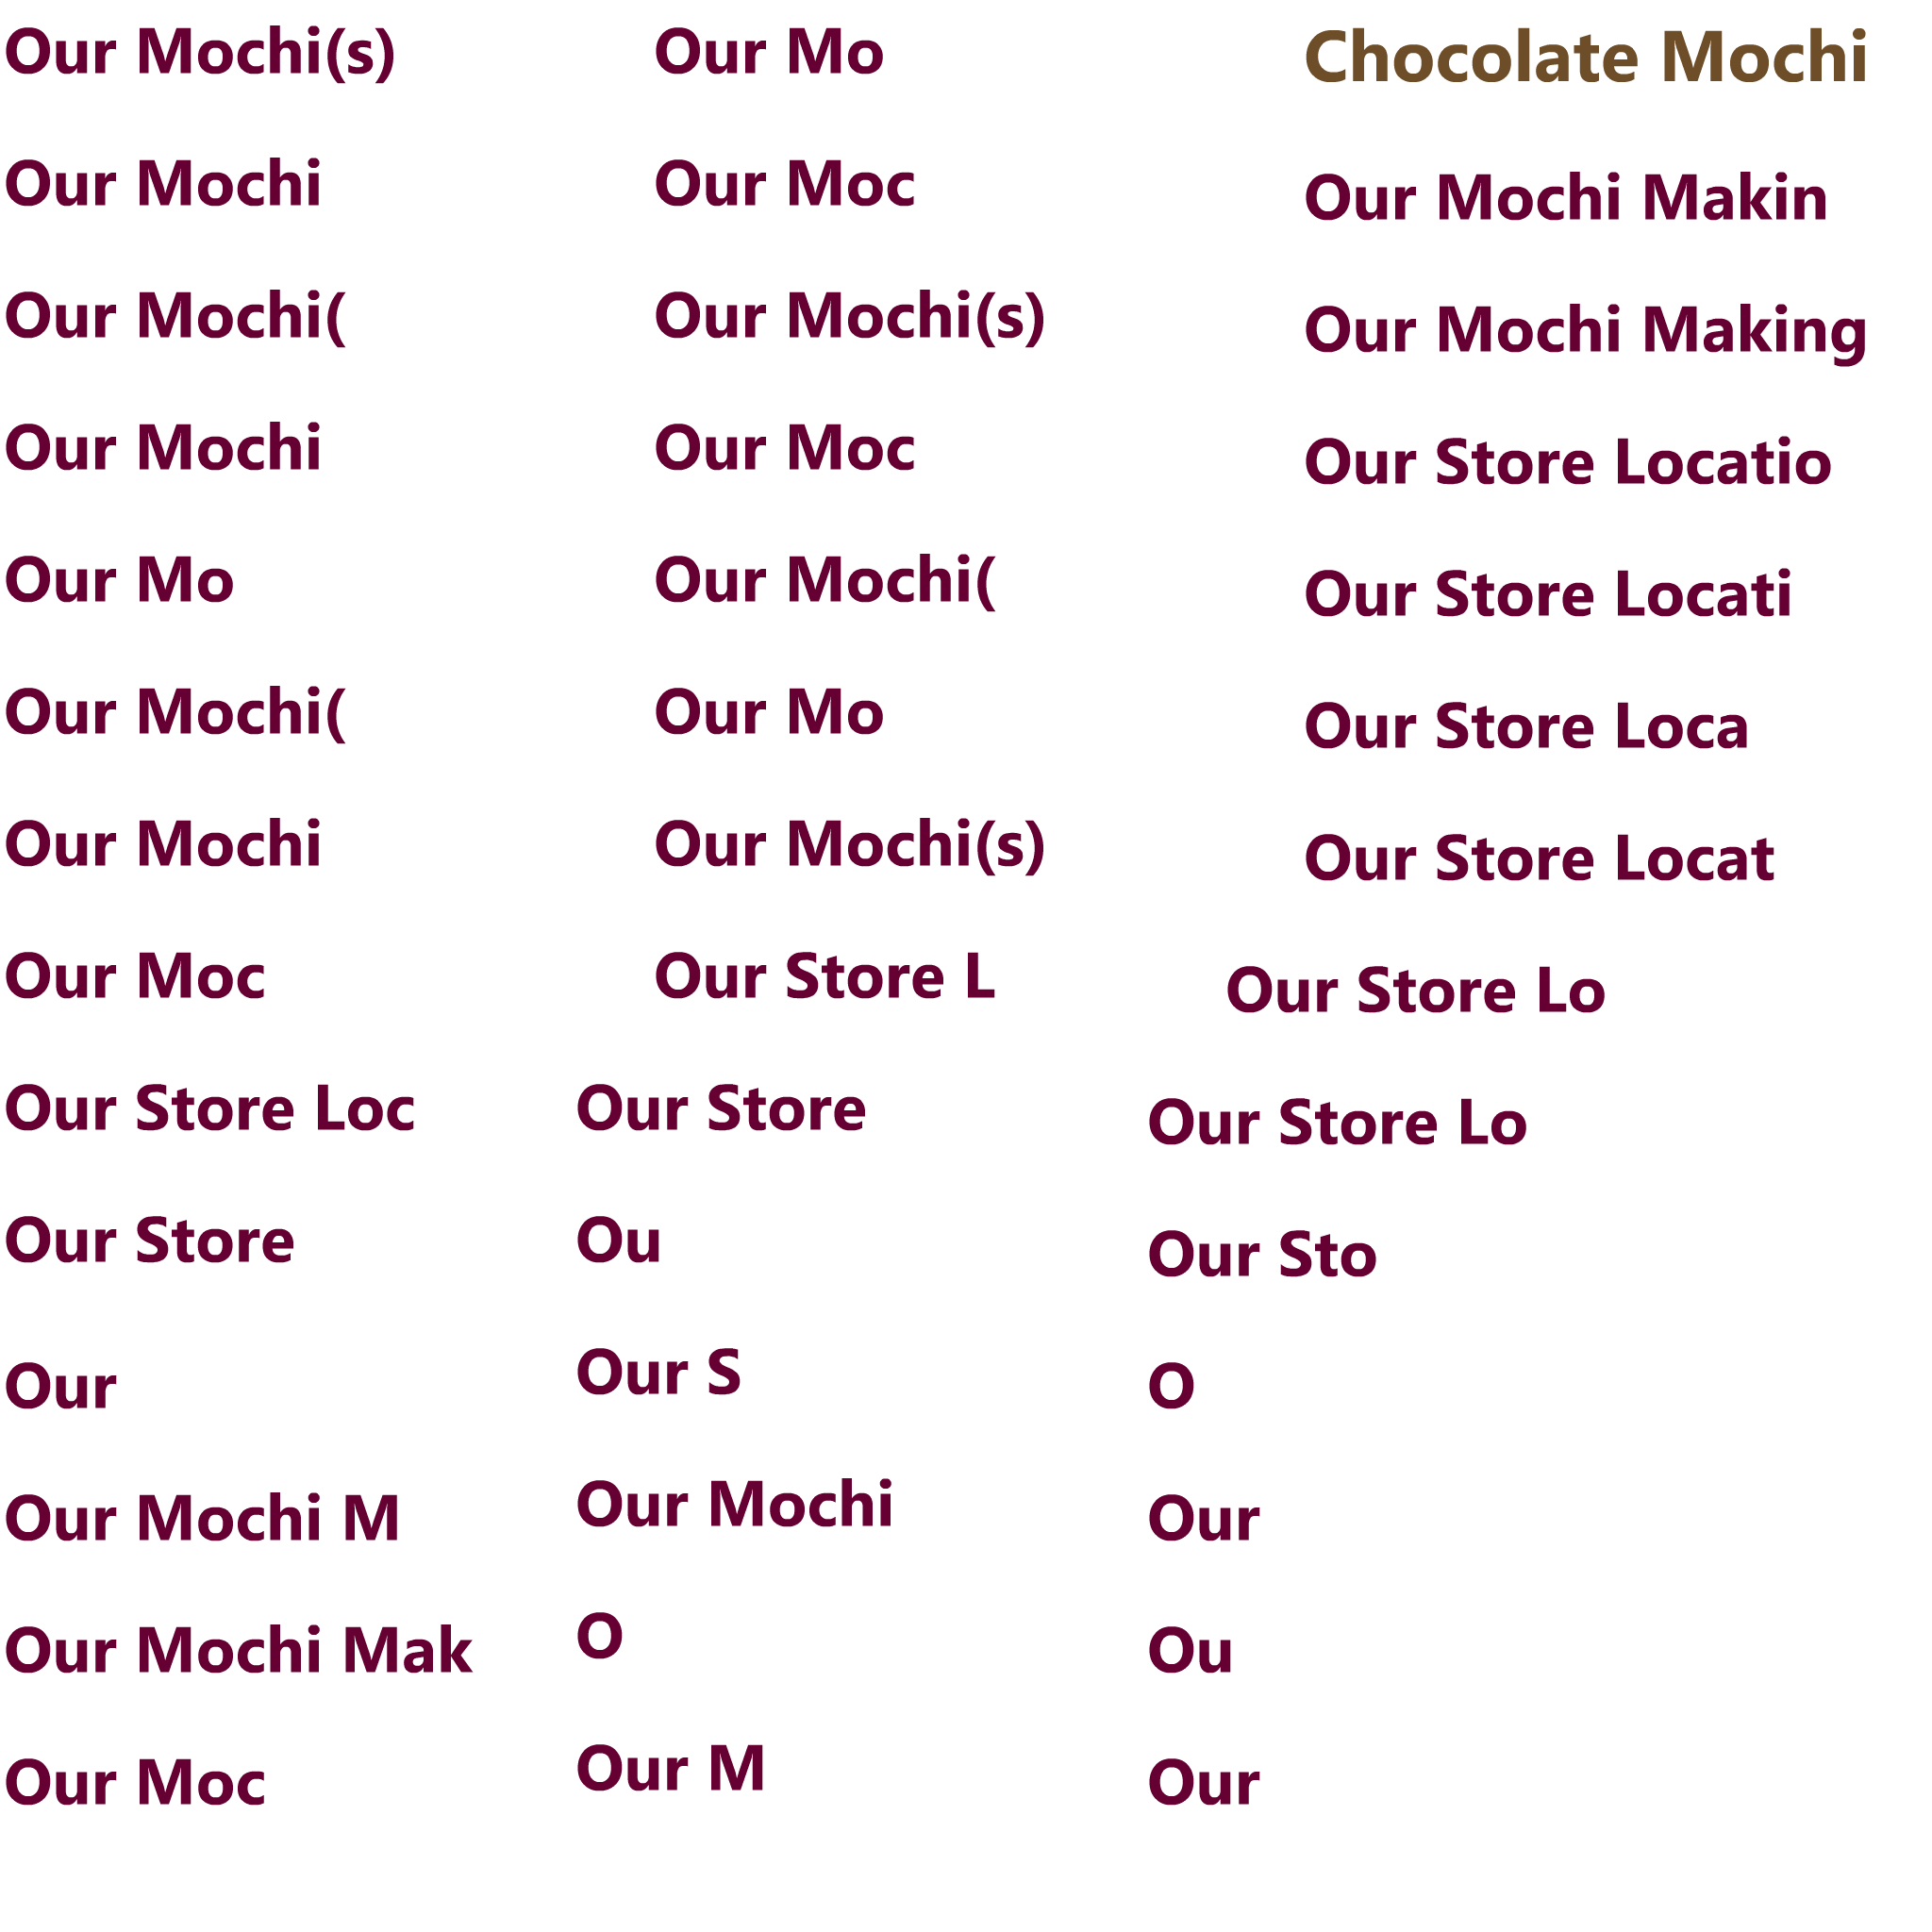 Our Mochi(s)
Our Mochi
Our Mochi(
Our Mochi
Our Mo
Our Mochi(
Our Mochi
Our Moc
Our Store Loc
Our Store
Our
Our Mochi M
Our Mochi Mak
Our Moc
Our Mo
Our Moc
Our Mochi(s)
Our Moc
Our Mochi(
Our Mo
Our Mochi(s)
Our Store L
Our Store
Ou
Our S
Our Mochi
O
Our M
Chocolate Mochi
Our Mochi Makin
Our Mochi Making
Our Store Locatio
Our Store Locati
Our Store Loca
Our Store Locat
Our Store Lo
Our Store Lo
Our Sto
O
Our
Ou
Our